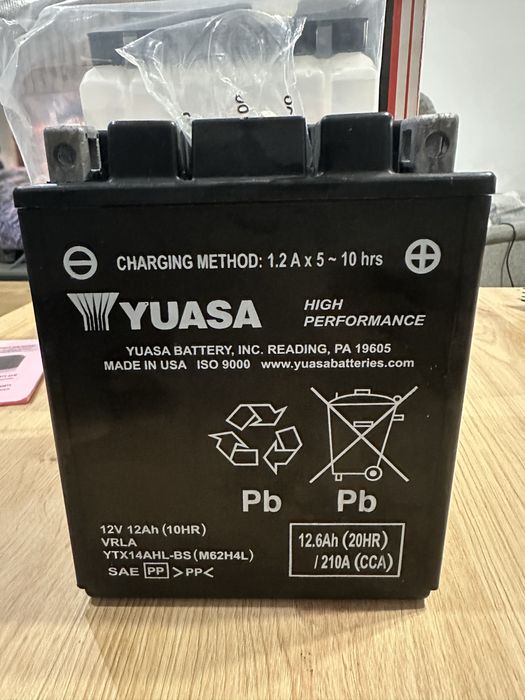 ⊖ CHARGING METHOD: 1.2 A x 5 ~ 10 hrs ⊕
YUASA HIGH PERFORMANCE
YUASA BATTERY, INC. READING, PA 19605
MADE IN USA ISO 9000 www.yuasabatteries.com
Pb Pb
12V 12Ah (10HR)
VRLA
YTX14AHL-BS (M62H4L)
SAE PP >PP<
12.6Ah (20HR)
/ 210A (CCA)